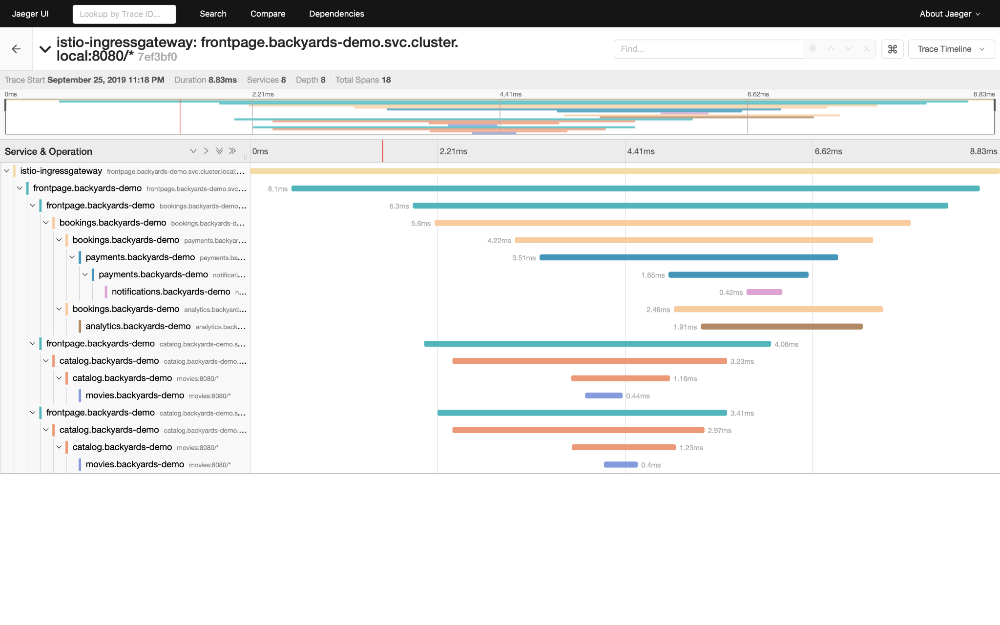 Jaeger UI Lookup by Trace ID... Search Compare Dependencies About Jaeger
istio-ingressgateway: frontpage.backyards-demo.svc.cluster.
local:8080/* 7ef3bf0
Find... ⌘ Trace Timeline
Trace Start September 25, 2019 11:18 PM Duration 8.83ms Services 8 Depth 8 Total Spans 18
0ms 2.21ms 4.41ms 6.62ms 8.83ms
Service & Operation 0ms 2.21ms 4.41ms 6.62ms 8.83ms
istio-ingressgateway frontpage.backyards-demo.svc.cluster.local:...
frontpage.backyards-demo frontpage.backyards-demo.svc... 8.1ms
frontpage.backyards-demo bookings.backyards-demo... 6.3ms
bookings.backyards-demo bookings.backyards-d... 5.6ms
bookings.backyards-demo payments.backyar... 4.22ms
payments.backyards-demo payments.ba... 3.51ms
payments.backyards-demo notificati... 1.65ms
notifications.backyards-demo n... 0.42ms
bookings.backyards-demo analytics.backyard... 2.46ms
analytics.backyards-demo analytics.back... 1.91ms
frontpage.backyards-demo catalog.backyards-demo.s... 4.08ms
catalog.backyards-demo catalog.backyards-demo.... 3.23ms
catalog.backyards-demo movies:8080/* 1.16ms
movies.backyards-demo movies:8080/* 0.44ms
frontpage.backyards-demo catalog.backyards-demo.s... 3.41ms
catalog.backyards-demo catalog.backyards-demo.... 2.97ms
catalog.backyards-demo movies:8080/* 1.23ms
movies.backyards-demo movies:8080/* 0.4ms